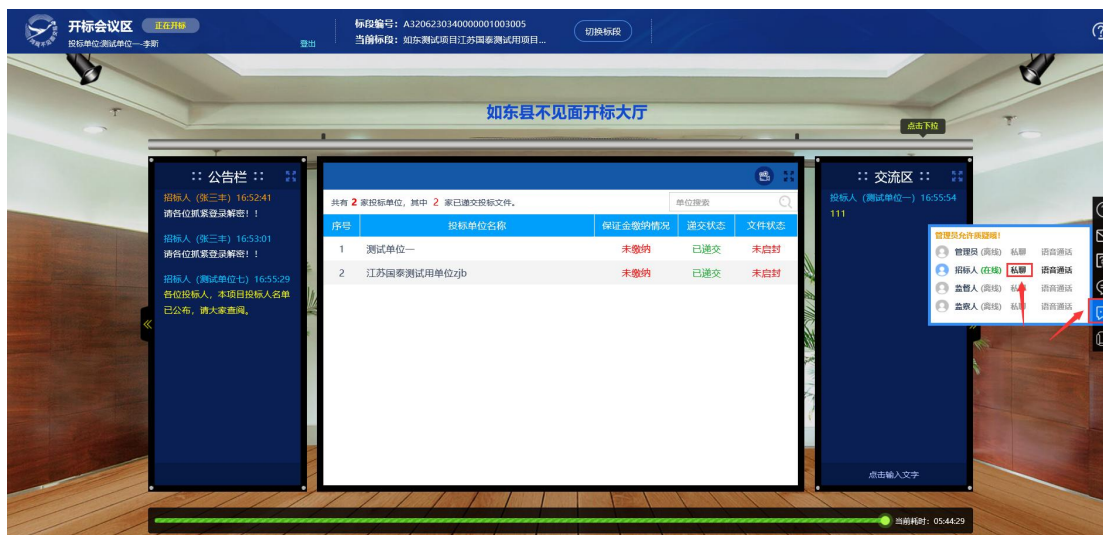 开标会议区 正在开标
投标单位:测试单位一-李斯 登出
标段编号：A3206230340000001003005
当前标段：如东测试项目江苏国泰测试用项目...
切换标段
如东县不见面开标大厅
点击下拉
:: 公告栏 ::
招标人（张三丰）16:52:41
请各位抓紧登录解密！！
招标人（张三丰）16:53:01
请各位抓紧登录解密！！
招标人（测试单位七）16:55:29
各位投标人，本项目投标人名单
已公布，请大家查阅。
共有 2 家投标单位，其中 2 家已递交投标文件。 单位搜索
序号 投标单位名称 保证金缴纳情况 递交状态 文件状态
1 测试单位一 未缴纳 已递交 未启封
2 江苏国泰测试用单位zjb 未缴纳 已递交 未启封
:: 交流区 ::
投标人（测试单位一）16:55:54
111
管理员允许质疑哦！
管理员 (离线) 私聊 语音通话
招标人 (在线) 私聊 语音通话
监管人 (离线) 私聊 语音通话
监察人 (离线) 私聊 语音通话
点击输入文字
当前耗时：05:44:29